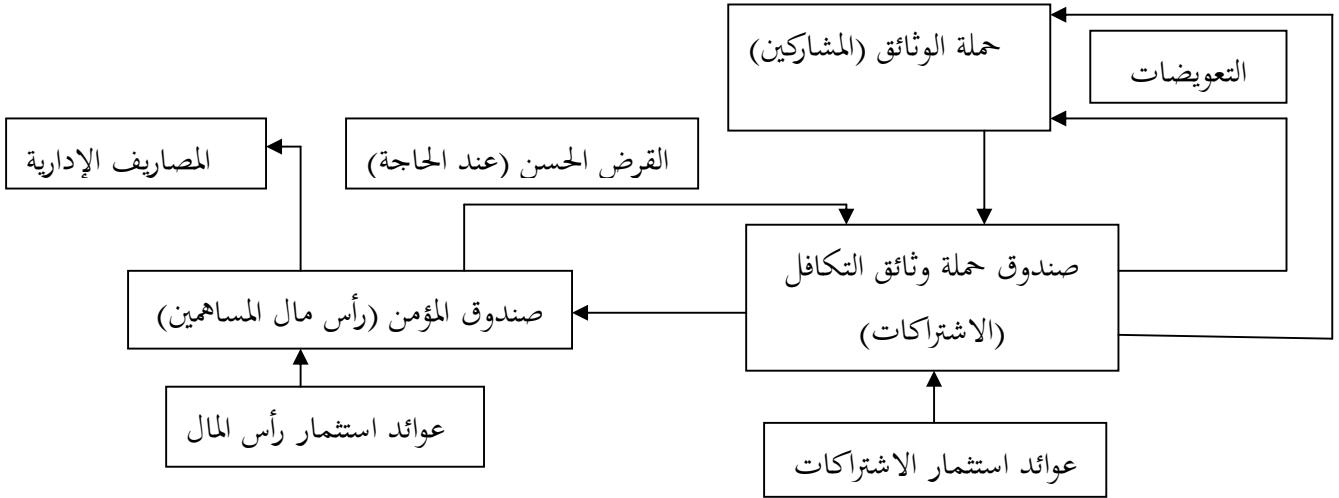 حملة الوثائق (المشاركين)
التعويضات
القرض الحسن (عند الحاجة)
المصاريف الإدارية
صندوق حملة وثائق التكافل
(الاشتراكات)
صندوق المؤمن (رأس مال المساهمين)
عوائد استثمار رأس المال
عوائد استثمار الاشتراكات